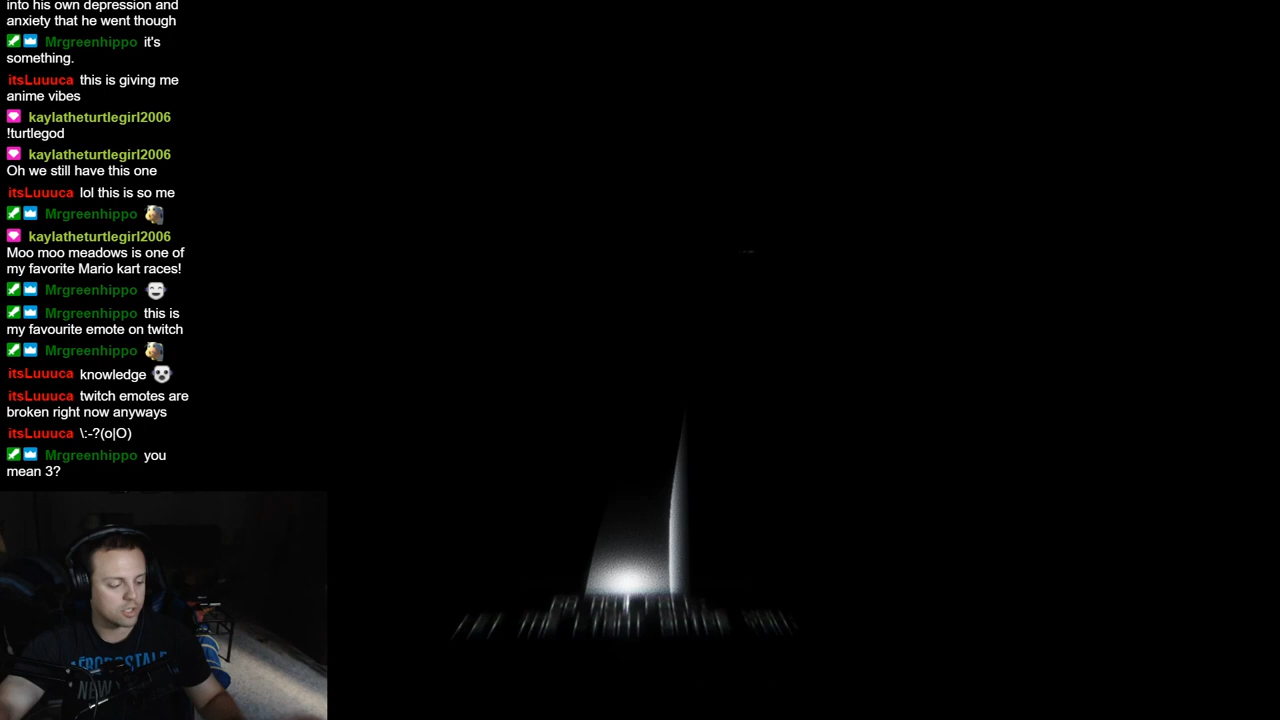 into his own depression and
anxiety that he went though
Mrgreenhippo it's
something.
itsLuuuca this is giving me
anime vibes
kaylatheturtlegirl2006
!turtlegod
kaylatheturtlegirl2006
Oh we still have this one
itsLuuuca lol this is so me
Mrgreenhippo
kaylatheturtlegirl2006
Moo moo meadows is one of
my favorite Mario kart races!
Mrgreenhippo
Mrgreenhippo this is
my favourite emote on twitch
Mrgreenhippo
itsLuuuca knowledge
itsLuuuca twitch emotes are
broken right now anyways
itsLuuuca \:-?(o|O)
Mrgreenhippo you
mean 3?
AÉROPOSTALE
NEW